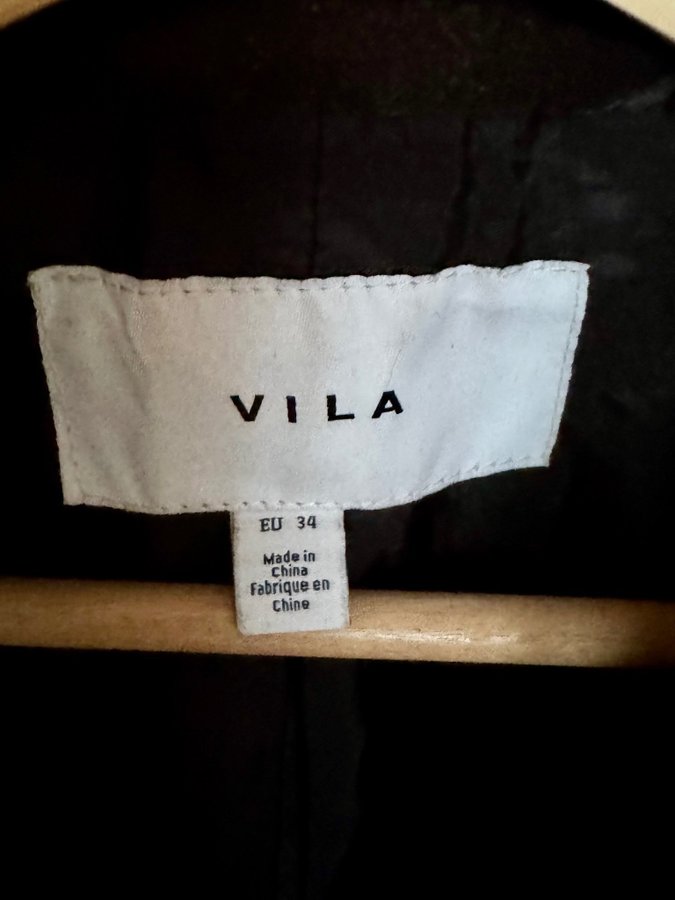 VILA
EU 34
Made in
China
Fabrique en
Chine